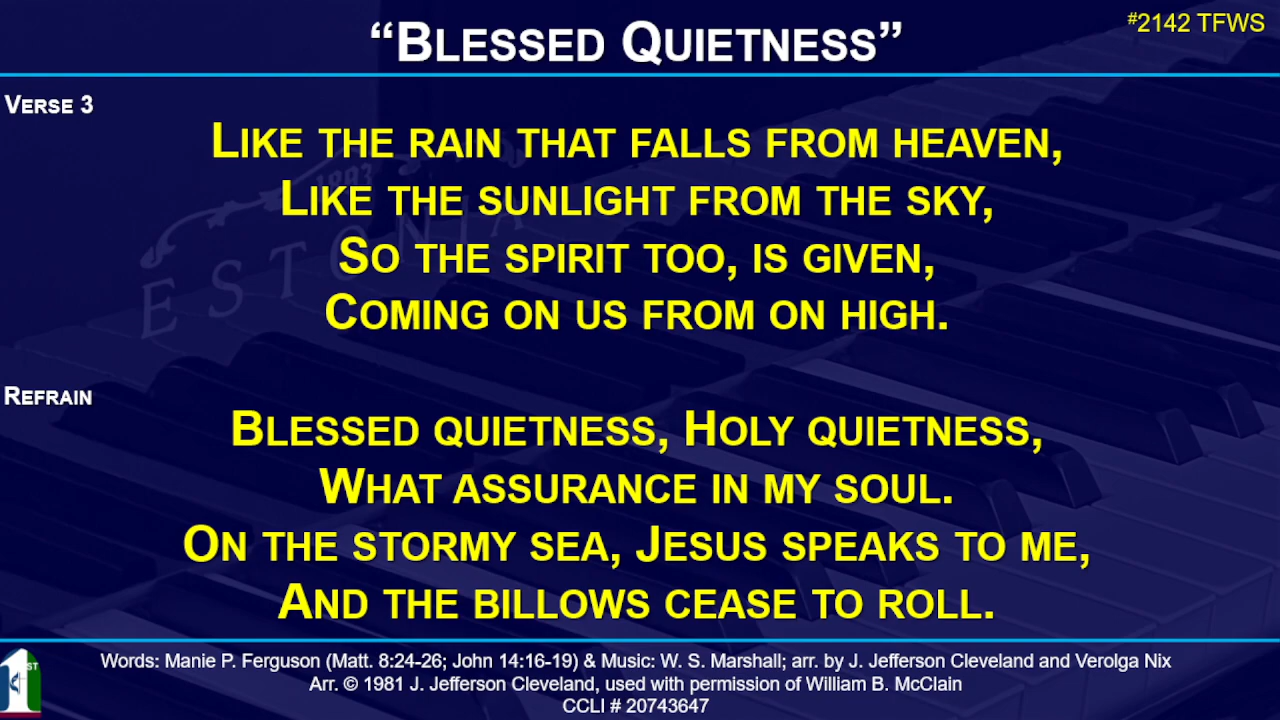 “BLESSED QUIETNESS”
#2142 TFWS
VERSE 3
LIKE THE RAIN THAT FALLS FROM HEAVEN,
LIKE THE SUNLIGHT FROM THE SKY,
SO THE SPIRIT TOO, IS GIVEN,
COMING ON US FROM ON HIGH.
1893
ESTONIA
REFRAIN
BLESSED QUIETNESS, HOLY QUIETNESS,
WHAT ASSURANCE IN MY SOUL.
ON THE STORMY SEA, JESUS SPEAKS TO ME,
AND THE BILLOWS CEASE TO ROLL.
1ST
Words: Manie P. Ferguson (Matt. 8:24-26; John 14:16-19) & Music: W. S. Marshall; arr. by J. Jefferson Cleveland and Verolga Nix
Arr. © 1981 J. Jefferson Cleveland, used with permission of William B. McClain
CCLI # 20743647